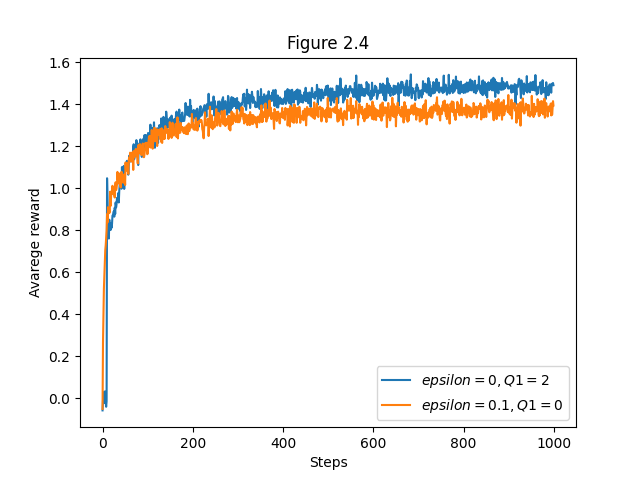 Figure 2.4
1.6
1.4
1.2
1.0
0.8
0.6
0.4
0.2
0.0
Avarege reward
0 200 400 600 800 1000
Steps
epsilon = 0, Q1 = 2
epsilon = 0.1, Q1 = 0